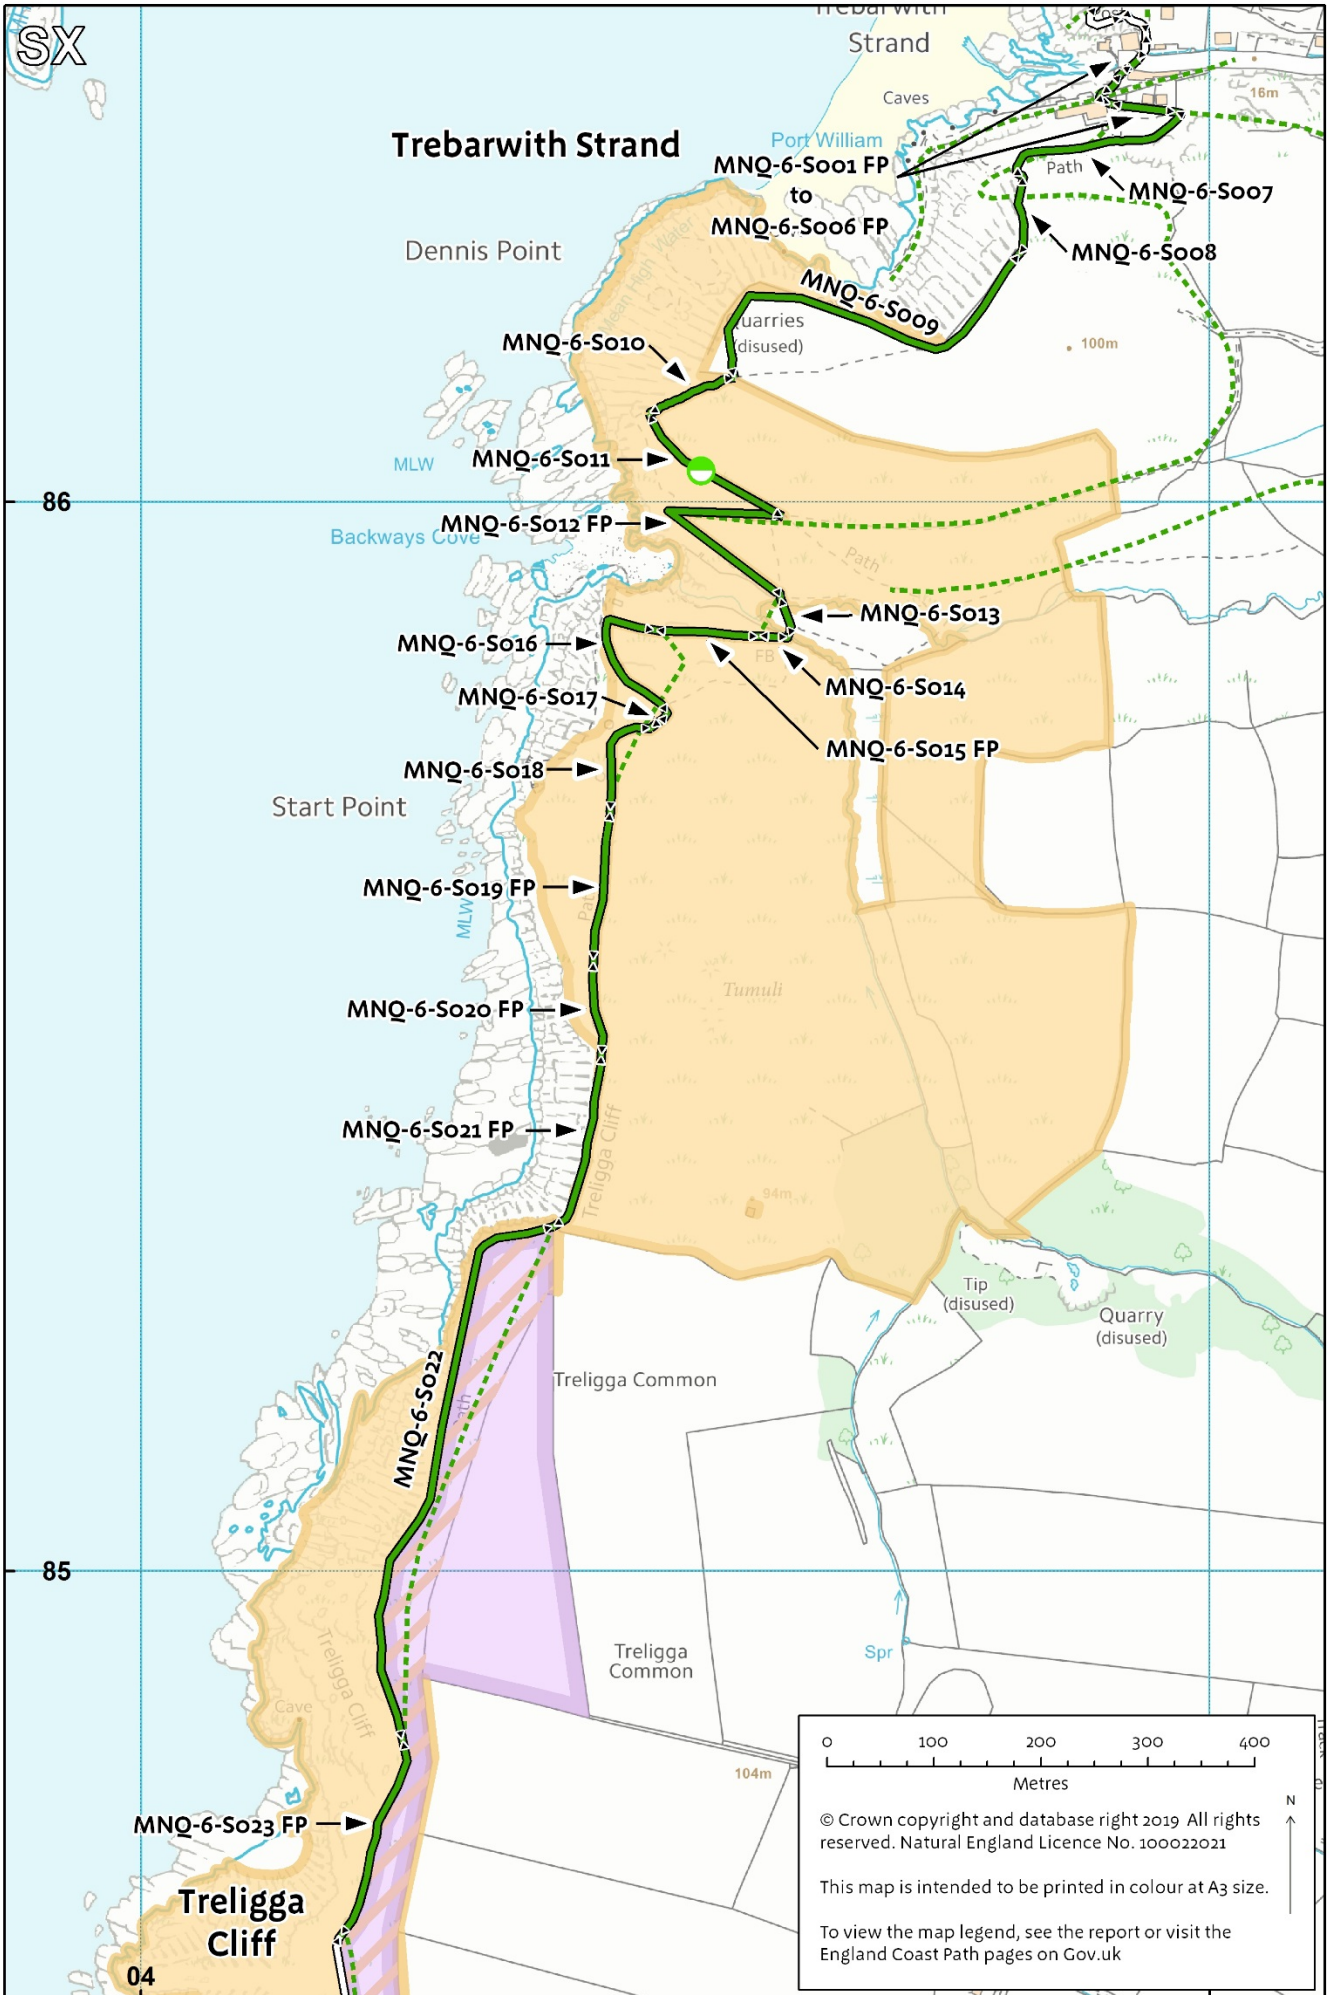 SX
Trebarwith
Strand
Caves
16m
Trebarwith Strand
Port William
MNQ-6-S001 FP
to
MNQ-6-S006 FP
Path
MNQ-6-S007
Dennis Point
Mean High Water
MNQ-6-S008
MNQ-6-S009
Quarries
(disused)
100m
MNQ-6-S010
MLW
MNQ-6-S011
86
MNQ-6-S012 FP
Backways Cove
Path
MNQ-6-S013
MNQ-6-S016
FB
MNQ-6-S014
MNQ-6-S017
MNQ-6-S015 FP
MNQ-6-S018
Start Point
MNQ-6-S019 FP
Path
MLW
Tumuli
MNQ-6-S020 FP
MNQ-6-S021 FP
Treligga Cliff
94m
Tip
(disused)
Quarry
(disused)
MNQ-6-S022
Path
Treligga Common
85
Treligga Cliff
Treligga
Common
Spr
Cave
104m
MNQ-6-S023 FP
Treligga
Cliff
04
0 100 200 300 400
Metres
N
© Crown copyright and database right 2019 All rights
reserved. Natural England Licence No. 100022021
This map is intended to be printed in colour at A3 size.
To view the map legend, see the report or visit the
England Coast Path pages on Gov.uk